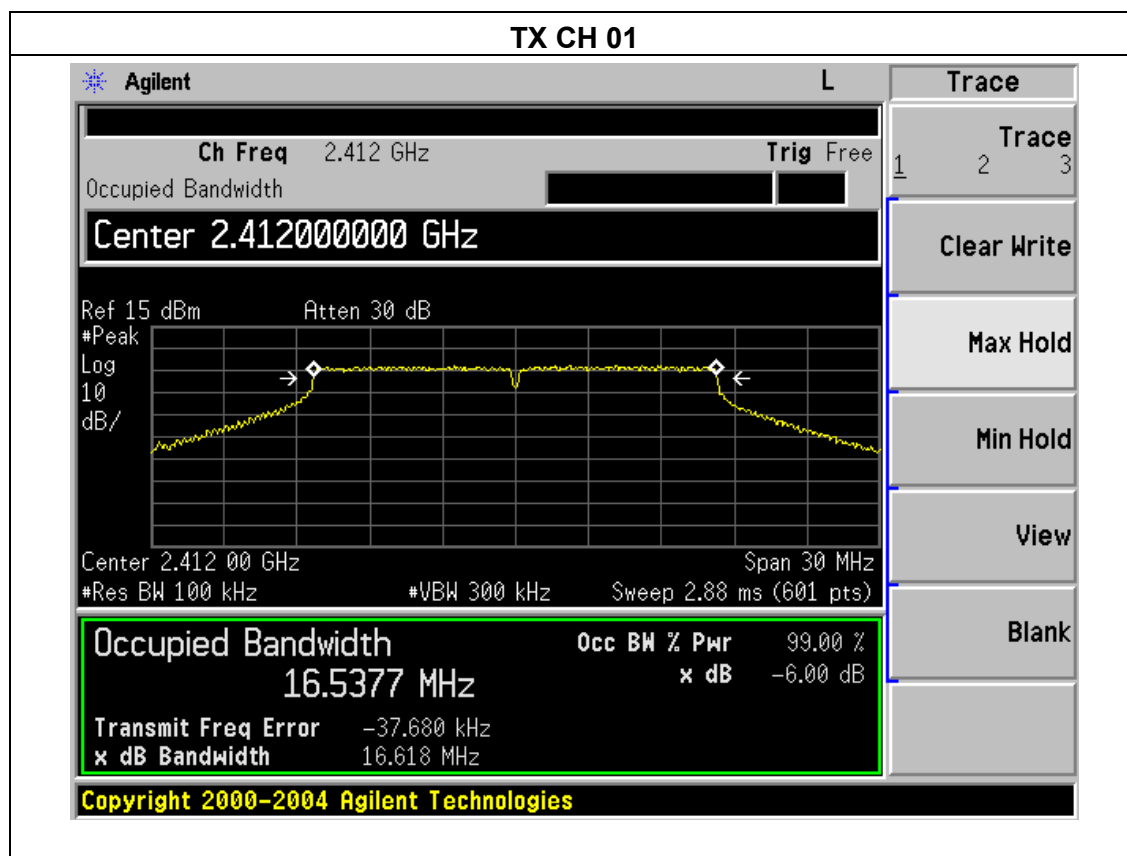 TX CH 01
Agilent L Trace
Ch Freq 2.412 GHz Trig Free
Occupied Bandwidth
Center 2.412000000 GHz
Ref 15 dBm Atten 30 dB
#Peak
Log
10
dB/
Center 2.412 00 GHz Span 30 MHz
#Res BW 100 kHz #VBW 300 kHz Sweep 2.88 ms (601 pts)
Occupied Bandwidth Occ BW % Pwr 99.00 %
16.5377 MHz x dB -6.00 dB
Transmit Freq Error -37.680 kHz
x dB Bandwidth 16.618 MHz
Copyright 2000-2004 Agilent Technologies
Trace
1 2 3
Clear Write
Max Hold
Min Hold
View
Blank